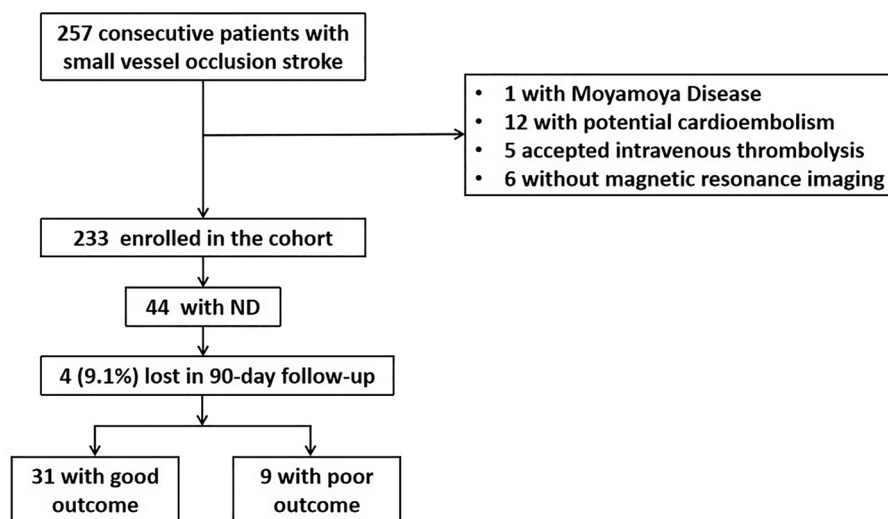 257 consecutive patients with
small vessel occlusion stroke
• 1 with Moyamoya Disease
• 12 with potential cardioembolism
• 5 accepted intravenous thrombolysis
• 6 without magnetic resonance imaging
233 enrolled in the cohort
44 with ND
4 (9.1%) lost in 90-day follow-up
31 with good
outcome
9 with poor
outcome